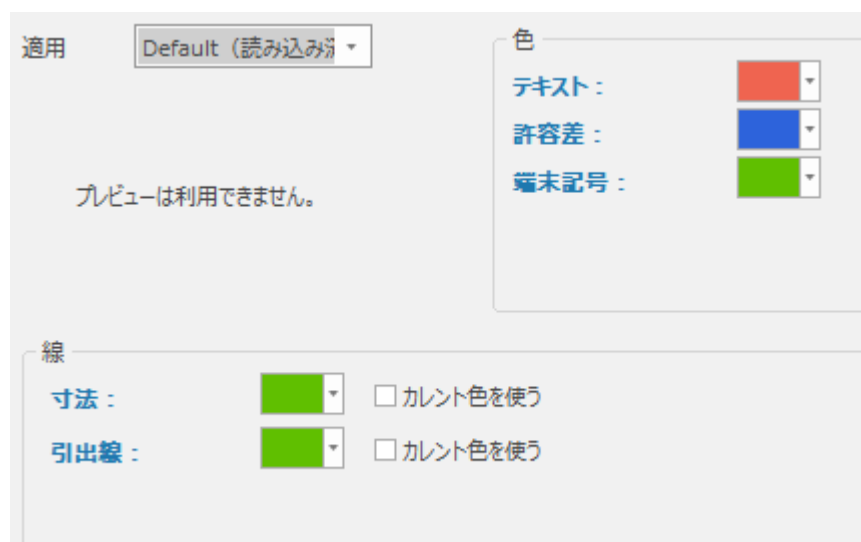 適用
Default（読み込み済
プレビューは利用できません。
色
テキスト：
許容差：
端末記号：
線
寸法：
カレント色を使う
引出線：
カレント色を使う